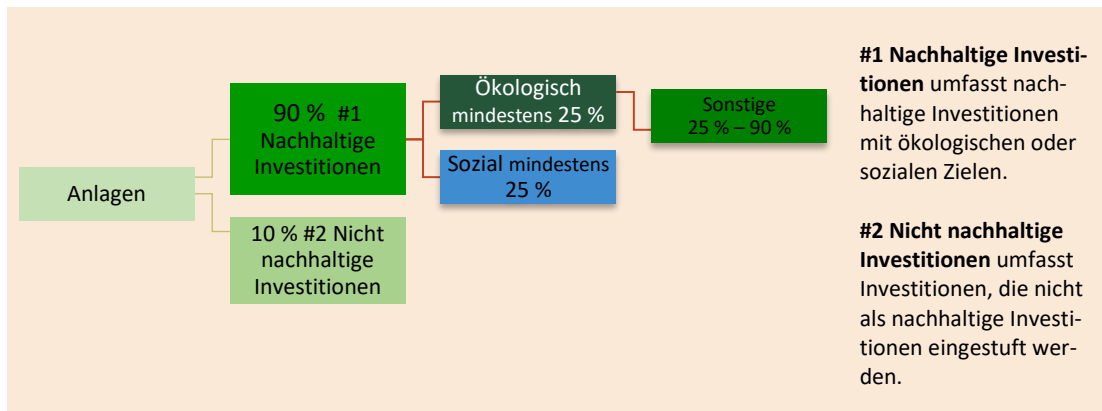 Anlagen
90 % #1
Nachhaltige
Investitionen
10 % #2 Nicht
nachhaltige
Investitionen
Ökologisch
mindestens 25 %
Sozial mindestens
25 %
Sonstige
25 % – 90 %
#1 Nachhaltige Investi-
tionen umfasst nach-
haltige Investitionen
mit ökologischen oder
sozialen Zielen.
#2 Nicht nachhaltige
Investitionen umfasst
Investitionen, die nicht
als nachhaltige Investi-
tionen eingestuft wer-
den.